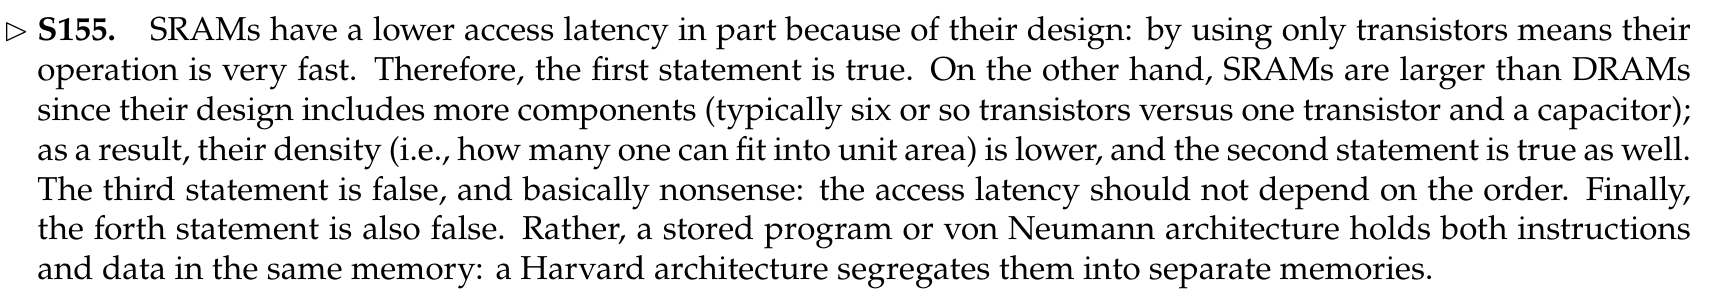 ▷ S155. SRAMs have a lower access latency in part because of their design: by using only transistors means their
operation is very fast. Therefore, the first statement is true. On the other hand, SRAMs are larger than DRAMs
since their design includes more components (typically six or so transistors versus one transistor and a capacitor);
as a result, their density (i.e., how many one can fit into unit area) is lower, and the second statement is true as well.
The third statement is false, and basically nonsense: the access latency should not depend on the order. Finally,
the forth statement is also false. Rather, a stored program or von Neumann architecture holds both instructions
and data in the same memory: a Harvard architecture segregates them into separate memories.